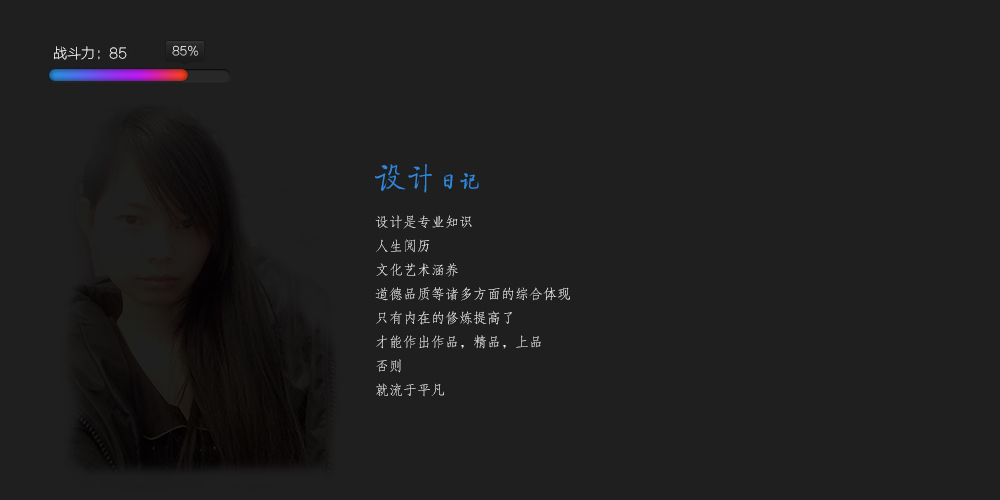 战斗力：85
85%
设计日记
设计是专业知识
人生阅历
文化艺术涵养
道德品质等诸多方面的综合体现
只有内在的修炼提高了
才能作出作品，精品，上品
否则
就流于平凡